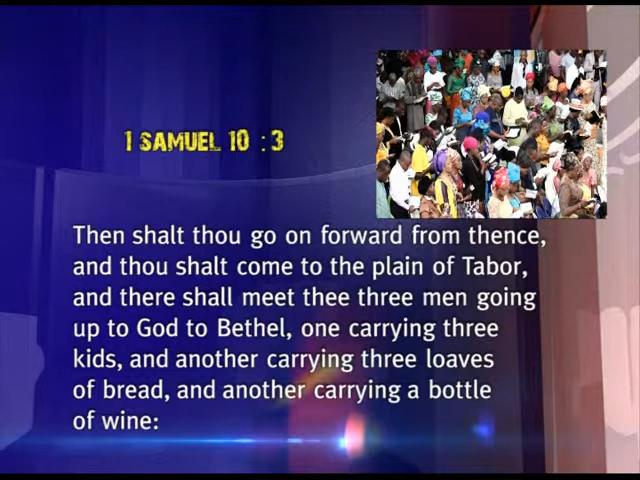 1 SAMUEL 10 : 3
Then shalt thou go on forward from thence,
and thou shalt come to the plain of Tabor,
and there shall meet thee three men going
up to God to Bethel, one carrying three
kids, and another carrying three loaves
of bread, and another carrying a bottle
of wine: